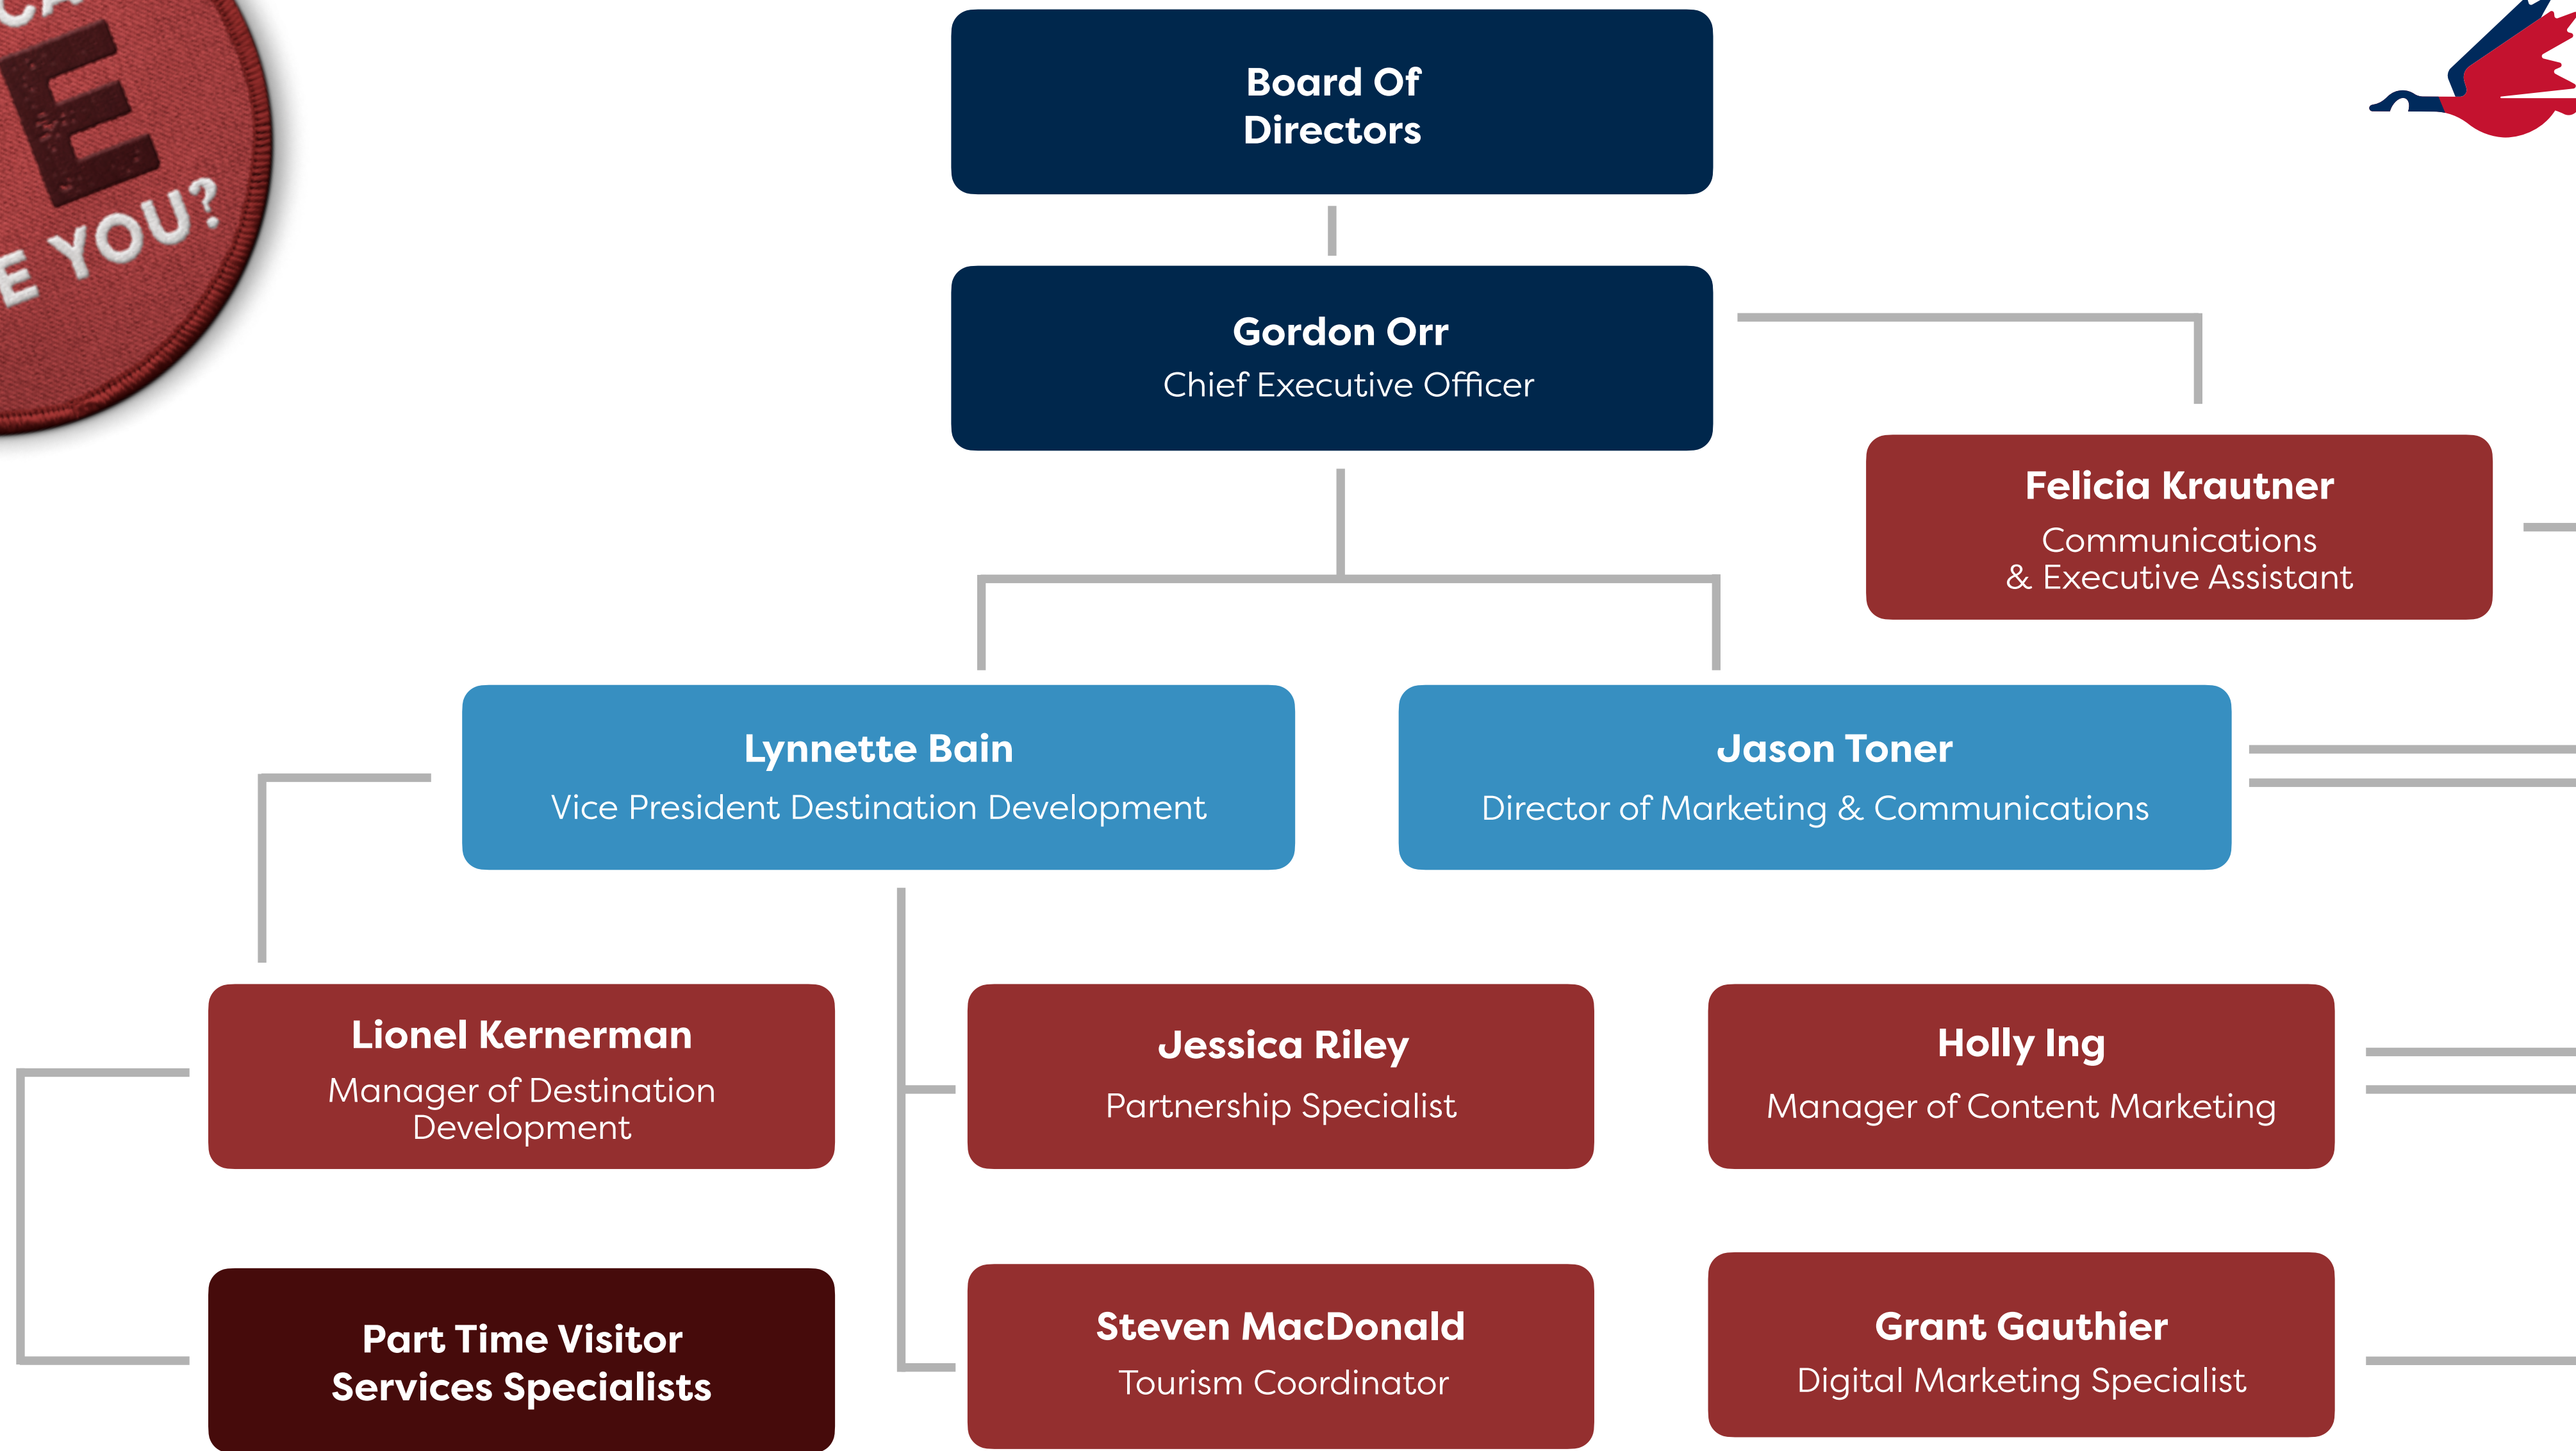 E
YOU?
Board Of
Directors
Gordon Orr
Chief Executive Officer
Felicia Krautner
Communications
& Executive Assistant
Lynnette Bain
Vice President Destination Development
Jason Toner
Director of Marketing & Communications
Lionel Kernerman
Manager of Destination
Development
Jessica Riley
Partnership Specialist
Holly Ing
Manager of Content Marketing
Part Time Visitor
Services Specialists
Steven MacDonald
Tourism Coordinator
Grant Gauthier
Digital Marketing Specialist